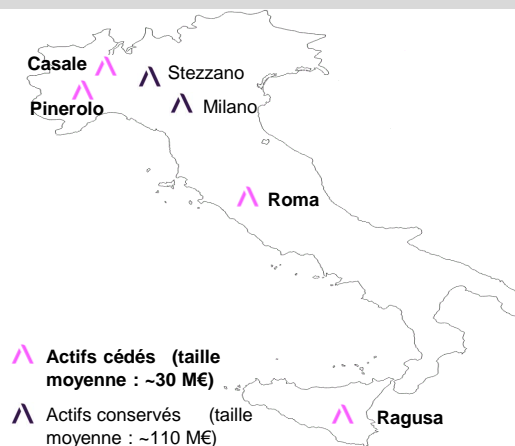 Casale
Stezzano
Pinerolo
Milano
Roma
Actifs cédés (taille
moyenne : ~30 M€)
Actifs conservés (taille
moyenne : ~110 M€)
Ragusa